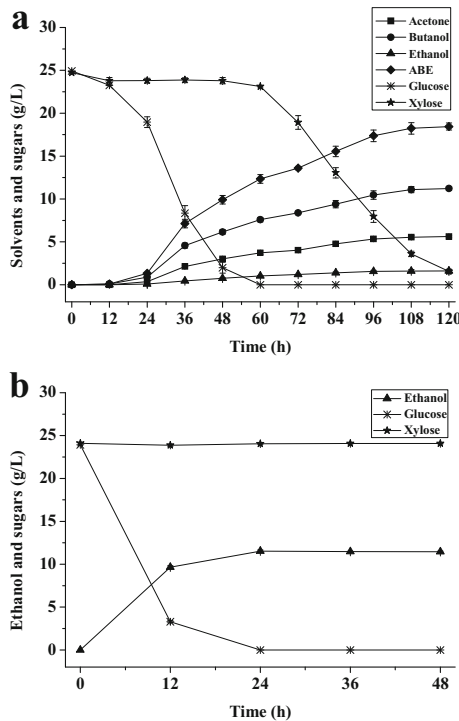 a
30
25
20
15
10
5
0
Solvents and sugars (g/L)
Acetone
Butanol
Ethanol
ABE
Glucose
Xylose
0 12 24 36 48 60 72 84 96 108 120
Time (h)
b
30
25
20
15
10
5
0
Ethanol and sugars (g/L)
Ethanol
Glucose
Xylose
0 12 24 36 48
Time (h)